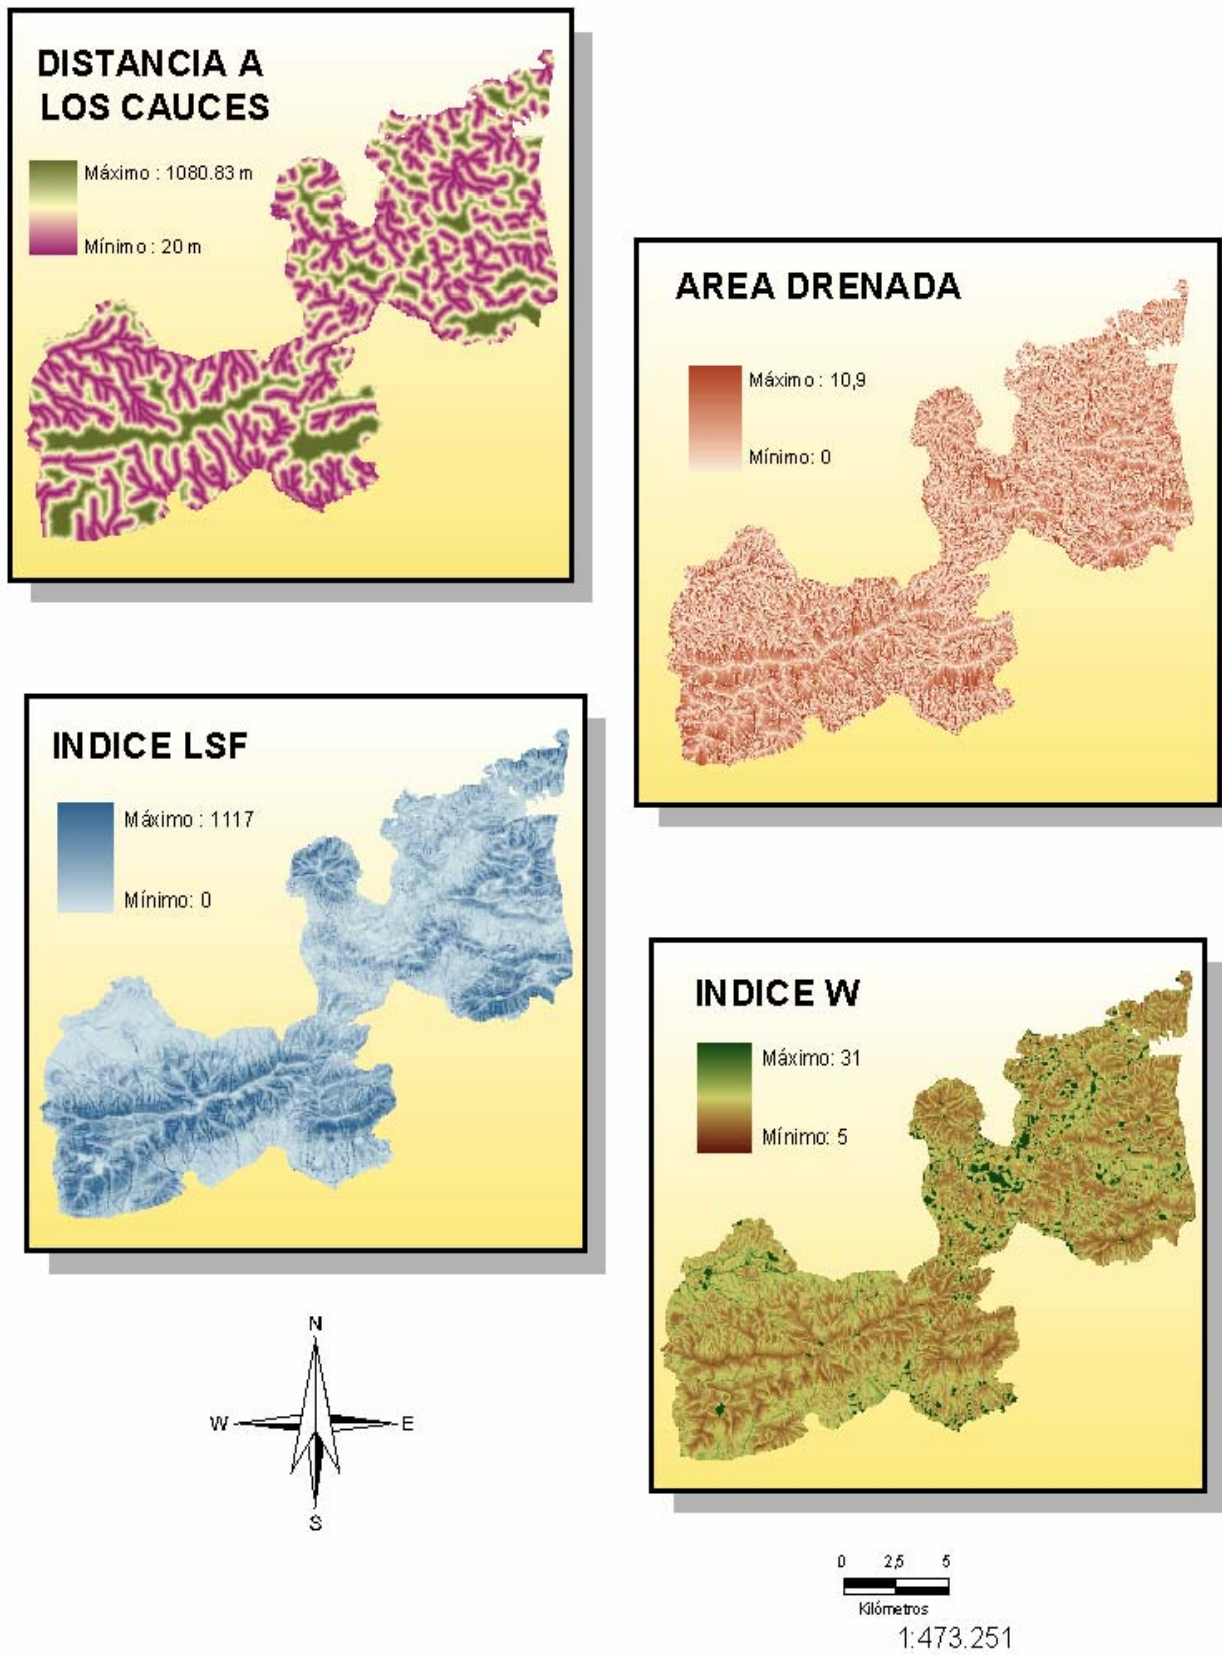 DISTANCIA A
LOS CAUCES
Máximo : 1080.83 m
Mínimo : 20 m
AREA DRENADA
Máximo : 10,9
Mínimo: 0
INDICE LSF
Máximo : 1117
Mínimo: 0
INDICE W
Máximo: 31
Mínimo: 5
N
W
E
S
0 2,5 5
Kilómetros
1:473.251